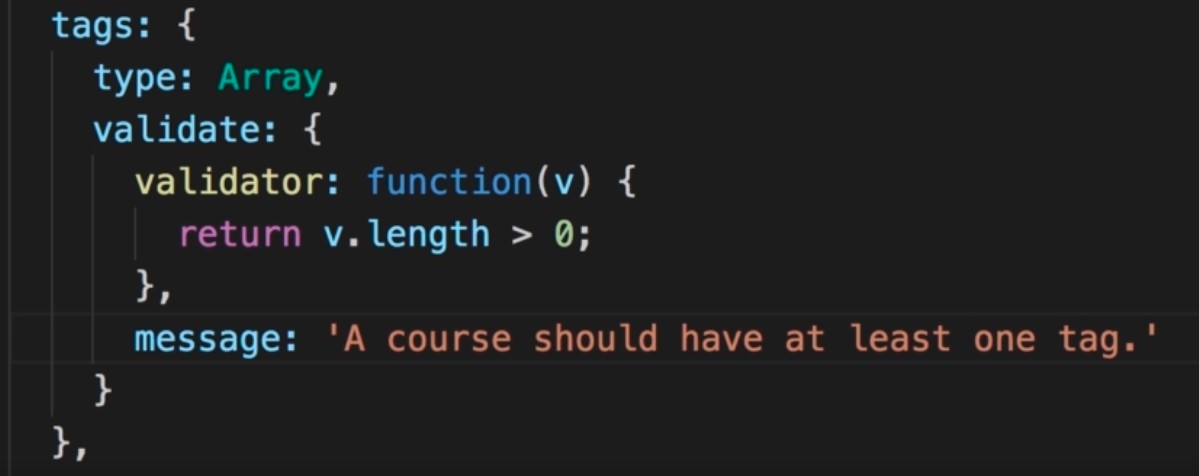 tags: {
  type: Array,
  validate: {
    validator: function(v) {
      return v.length > 0;
    },
    message: 'A course should have at least one tag.'
  }
},